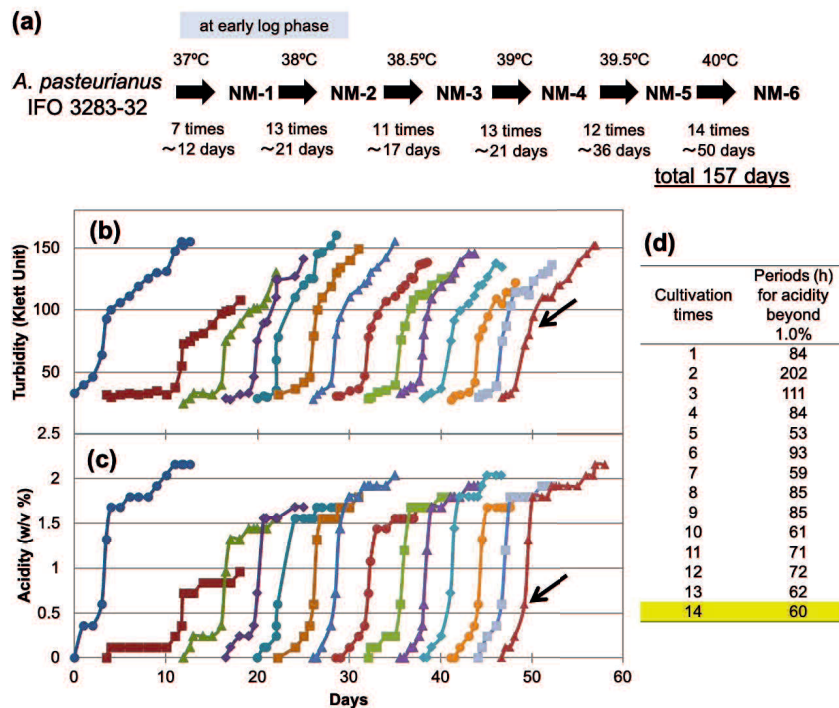 (a)
at early log phase
37ºC 38ºC 38.5ºC 39ºC 39.5ºC 40ºC
A. pasteurianus
IFO 3283-32
NM-1 NM-2 NM-3 NM-4 NM-5 NM-6
7 times 13 times 11 times 13 times 12 times 14 times
~12 days ~21 days ~17 days ~21 days ~36 days ~50 days
total 157 days
(b)
Turbidity (Klett Unit)
150
100
50
2.5
(c)
Acidity (w/v %)
2
1.5
1
0.5
0
0 10 20 30 40 50 60
Days
(d)
Cultivation times
Periods (h) for acidity beyond 1.0%
1 84
2 202
3 111
4 84
5 53
6 93
7 59
8 85
9 85
10 61
11 71
12 72
13 62
14 60